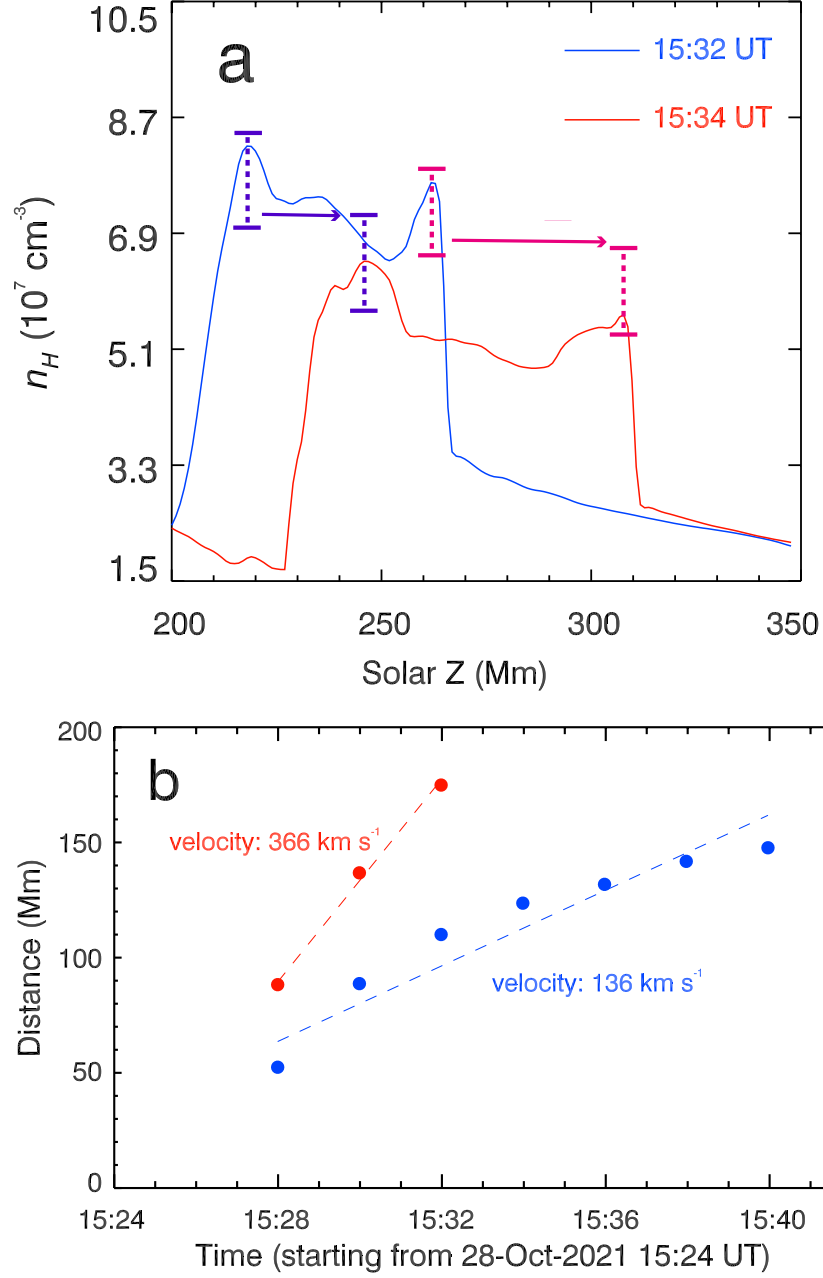 10.5
a
15:32 UT
15:34 UT
8.7
6.9
5.1
3.3
1.5
n_H (10⁷ cm⁻³)
200 250 300 350
Solar Z (Mm)
200
b
velocity: 366 km s⁻¹
150
100
velocity: 136 km s⁻¹
50
0
Distance (Mm)
15:24 15:28 15:32 15:36 15:40
Time (starting from 28-Oct-2021 15:24 UT)